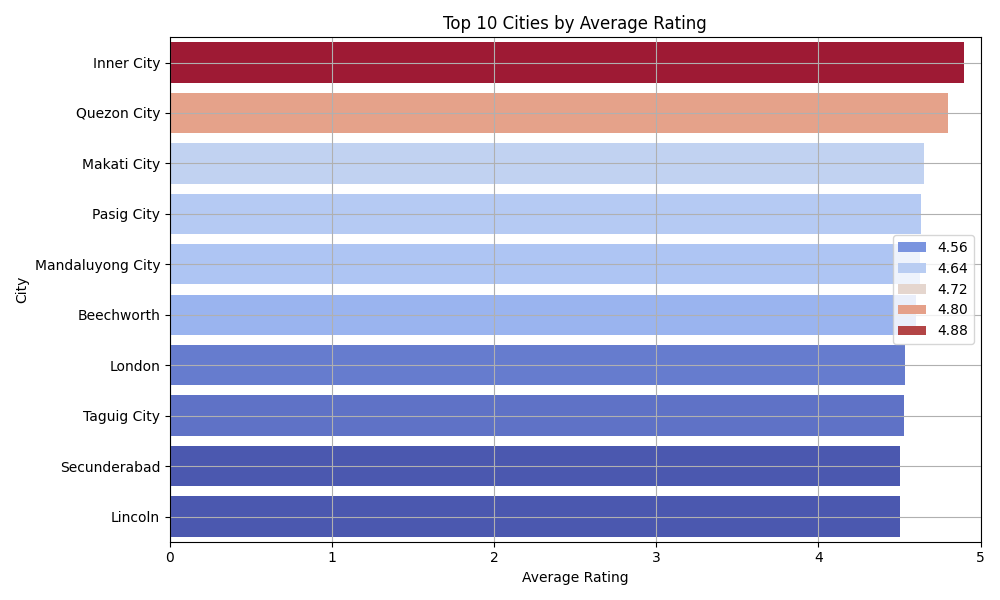 Top 10 Cities by Average Rating
Inner City
Quezon City
Makati City
Pasig City
Mandaluyong City
Beechworth
London
Taguig City
Secunderabad
Lincoln
City
4.56
4.64
4.72
4.80
4.88
0 1 2 3 4 5
Average Rating